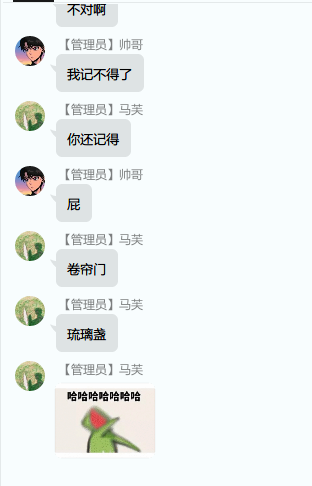 不对啊
【管理员】帅哥
我记不得了
【管理员】马芙
你还记得
【管理员】帅哥
屁
【管理员】马芙
卷帘门
【管理员】马芙
琉璃盏
【管理员】马芙
哈哈哈哈哈哈哈